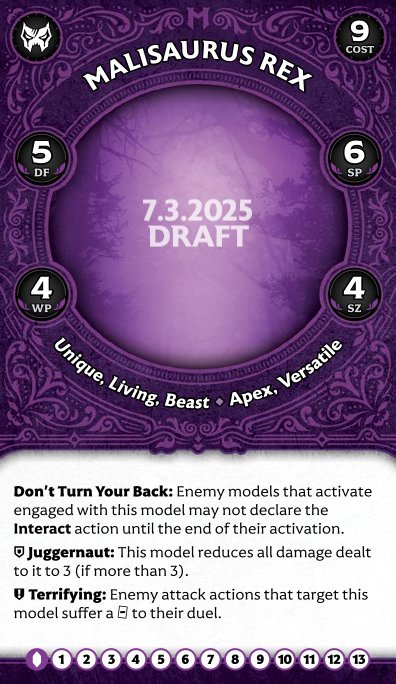 MALISAURUS REX
9
COST
5
DF
6
SP
7.3.2025
DRAFT
4
WP
4
SZ
Unique, Living, Beast ⬥ Apex, Versatile
Don't Turn Your Back: Enemy models that activate
engaged with this model may not declare the
Interact action until the end of their activation.
Juggernaut: This model reduces all damage dealt
to it to 3 (if more than 3).
Terrifying: Enemy attack actions that target this
model suffer a to their duel.
1 2 3 4 5 6 7 8 9 10 11 12 13